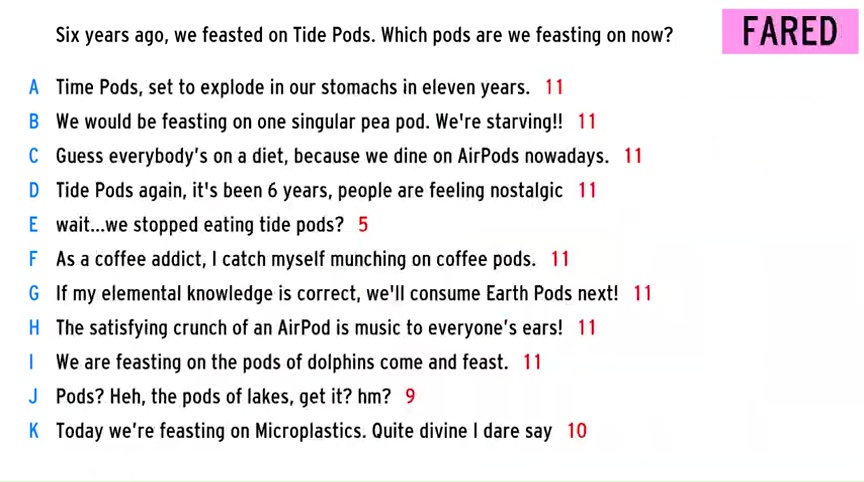 Six years ago, we feasted on Tide Pods. Which pods are we feasting on now?
FARED
A Time Pods, set to explode in our stomachs in eleven years. 11
B We would be feasting on one singular pea pod. We're starving!! 11
C Guess everybody's on a diet, because we dine on AirPods nowadays. 11
D Tide Pods again, it's been 6 years, people are feeling nostalgic 11
E wait...we stopped eating tide pods? 5
F As a coffee addict, I catch myself munching on coffee pods. 11
G If my elemental knowledge is correct, we'll consume Earth Pods next! 11
H The satisfying crunch of an AirPod is music to everyone's ears! 11
I We are feasting on the pods of dolphins come and feast. 11
J Pods? Heh, the pods of lakes, get it? hm? 9
K Today we're feasting on Microplastics. Quite divine I dare say 10